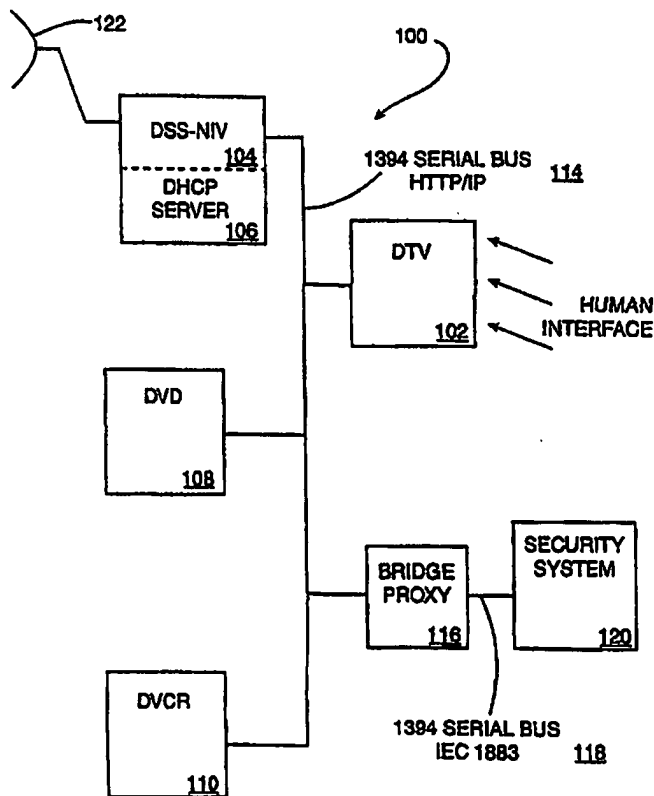 122
100
DSS-NIV
104
DHCP
SERVER
106
1394 SERIAL BUS
HTTP/IP
114
DTV
102
HUMAN
INTERFACE
DVD
108
BRIDGE
PROXY
116
SECURITY
SYSTEM
120
DVCR
110
1394 SERIAL BUS
IEC 1883
118